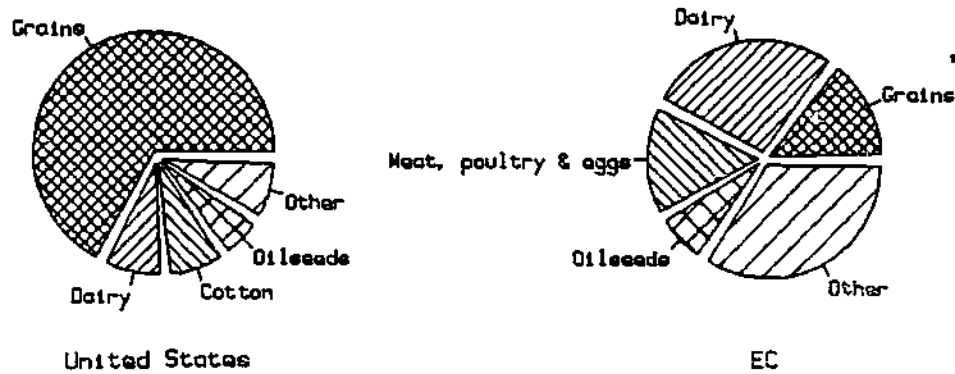 Grains
Other
Oilseeds
Cotton
Dairy
United States
Dairy
Grains
Meat, poultry & eggs
Oilseeds
Other
EC